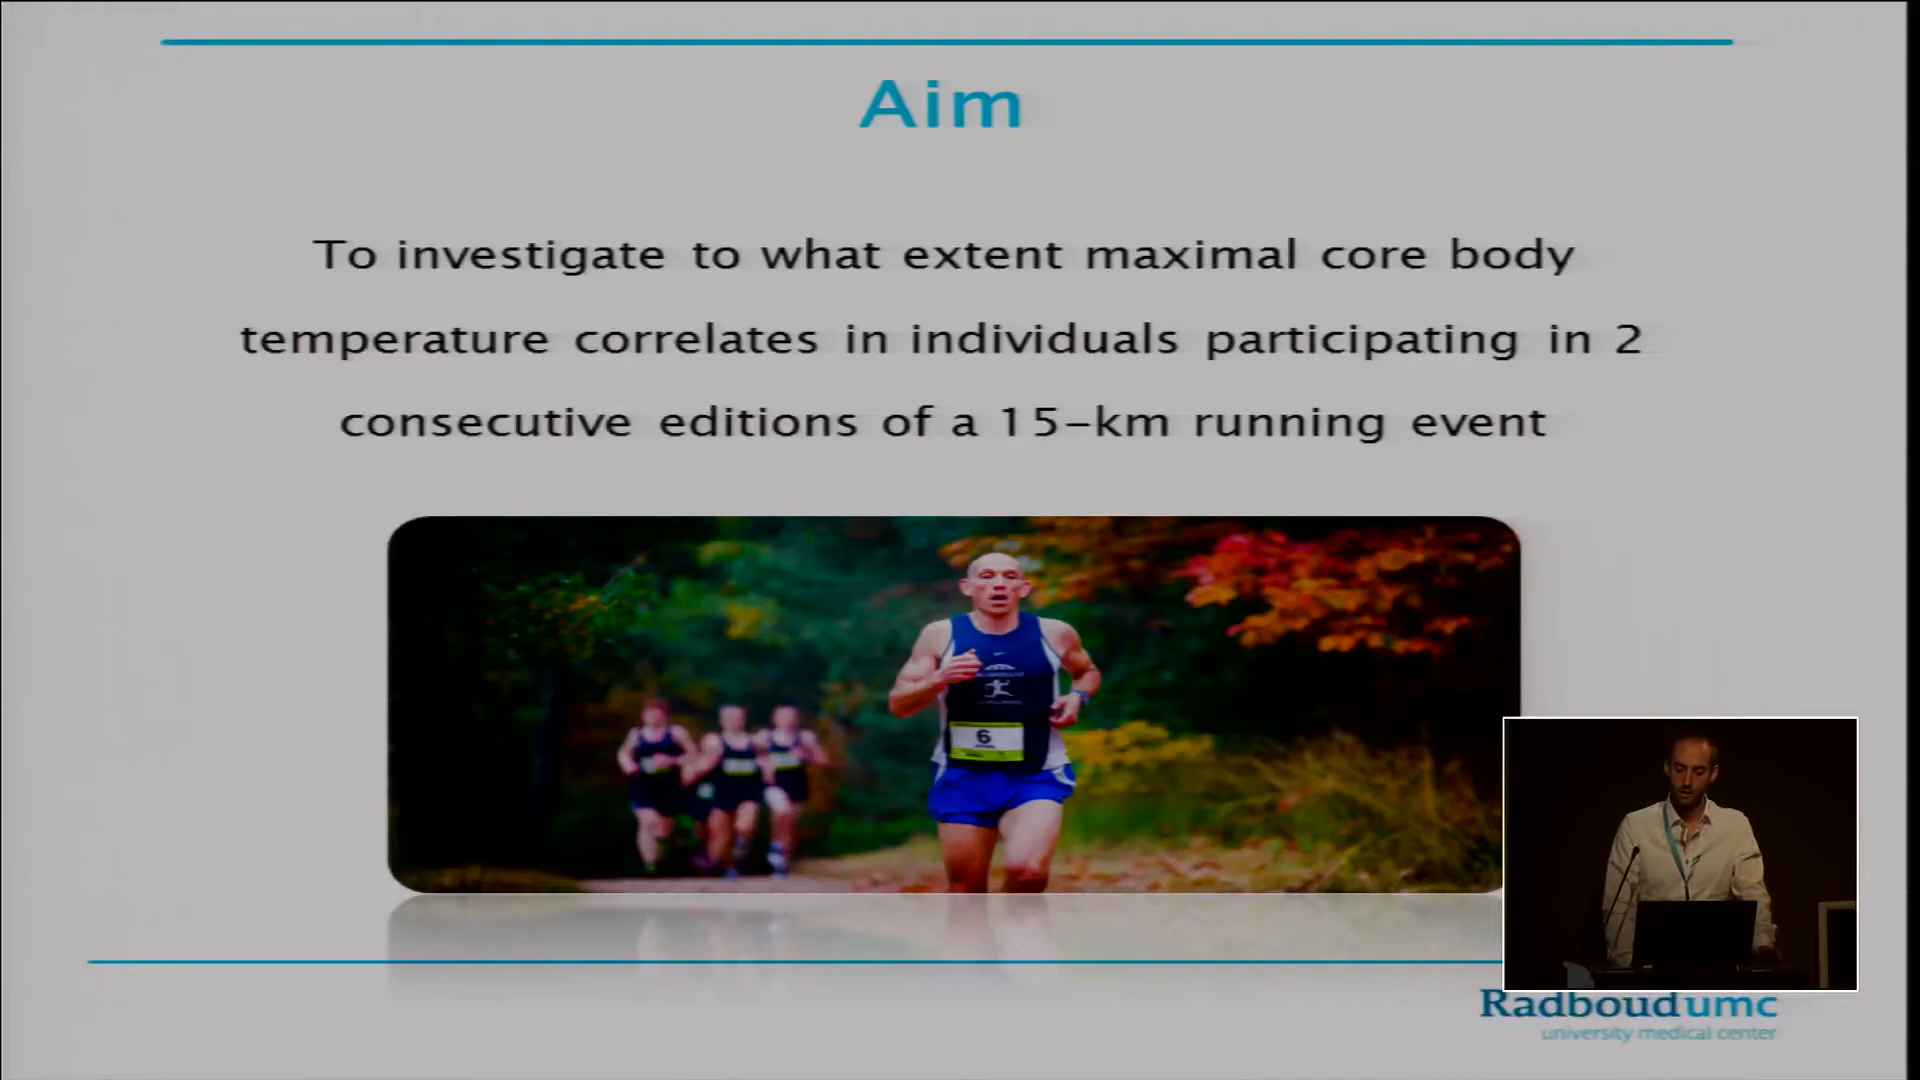 Aim
To investigate to what extent maximal core body
temperature correlates in individuals participating in 2
consecutive editions of a 15-km running event
6
Radboudumc
university medical center